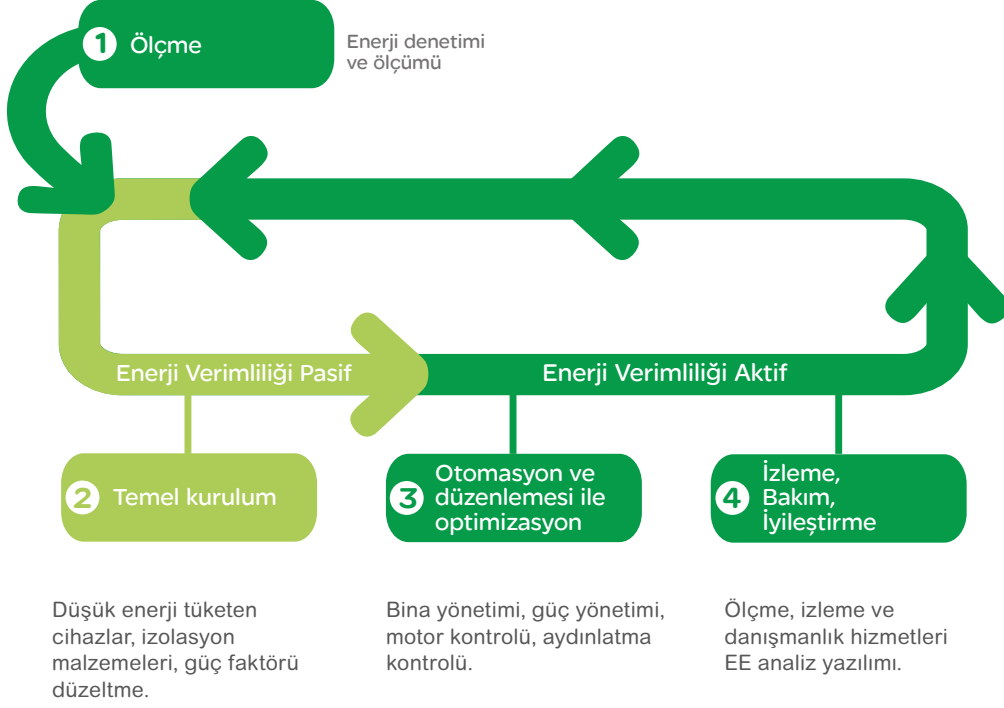 1 Ölçme
Enerji denetimi
ve ölçümü
Enerji Verimliliği Pasif
Enerji Verimliliği Aktif
2 Temel kurulum
3 Otomasyon ve
düzenlemesi ile
optimizasyon
4 İzleme,
Bakım,
İyileştirme
Düşük enerji tüketen
cihazlar, izolasyon
malzemeleri, güç faktörü
düzeltme.
Bina yönetimi, güç yönetimi,
motor kontrolü, aydınlatma
kontrolü.
Ölçme, izleme ve
danışmanlık hizmetleri
EE analiz yazılımı.